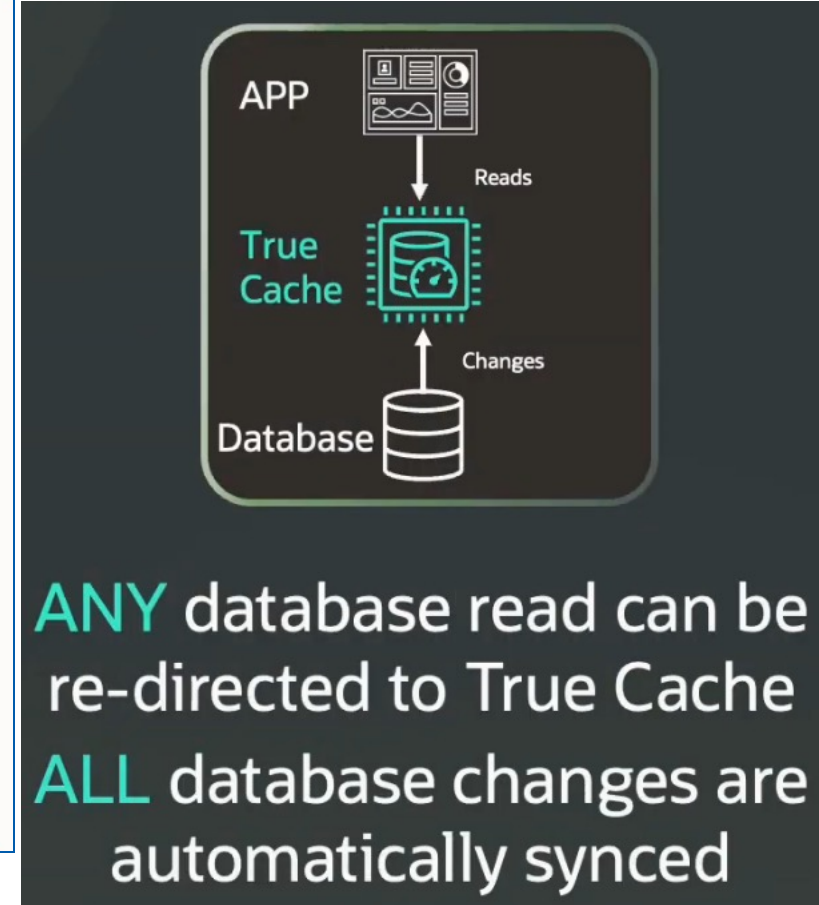 APP
Reads
True
Cache
Changes
Database
ANY database read can be
re-directed to True Cache
ALL database changes are
automatically synced